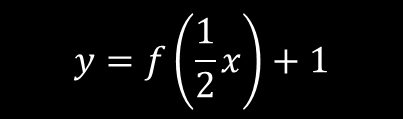 y = f(1/2 x) + 1